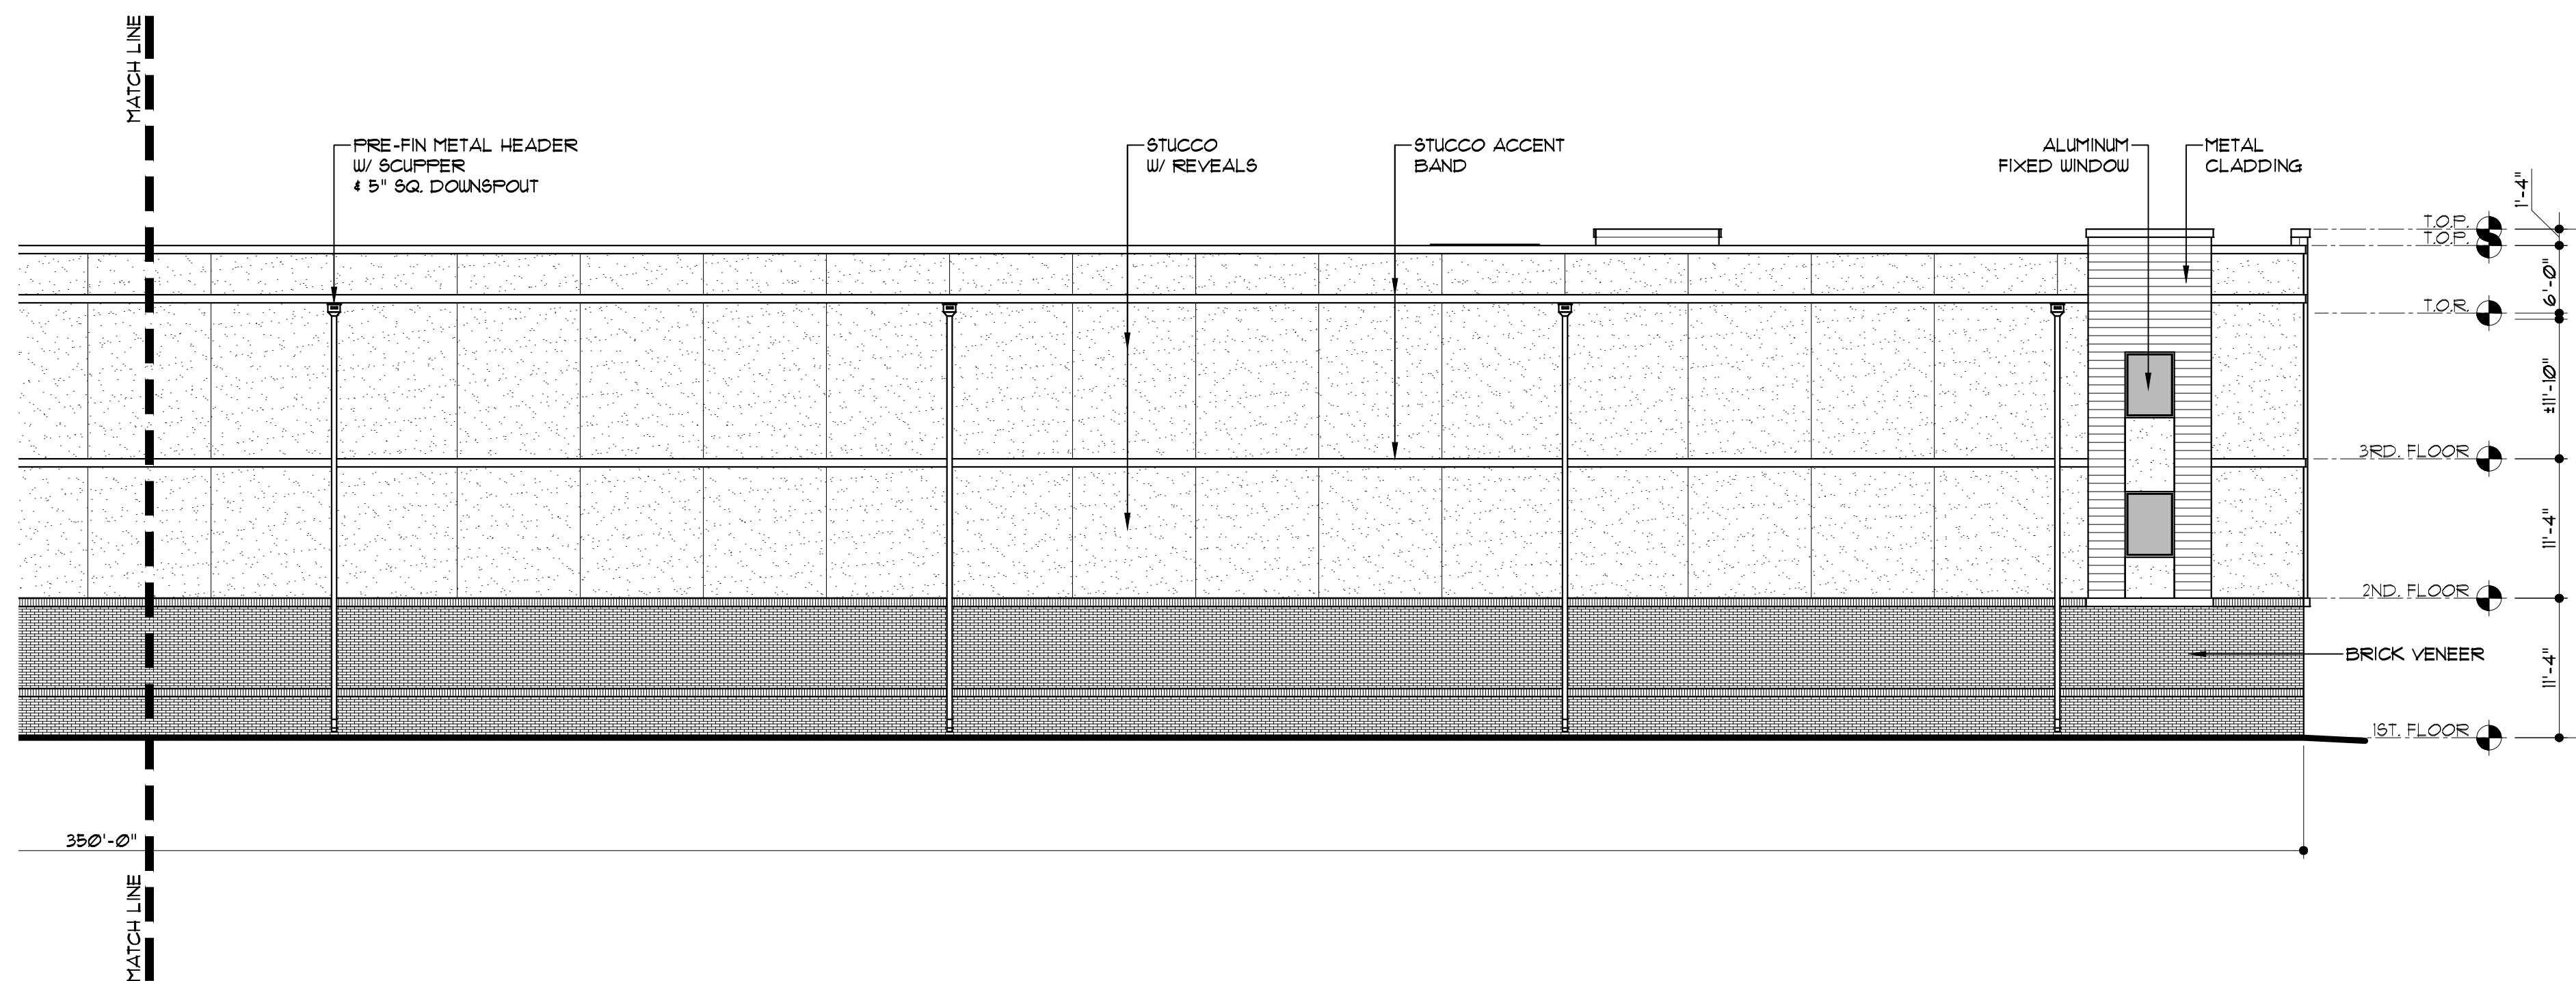 MATCH LINE
PRE-FIN METAL HEADER
W/ SCUPPER
& 5" SQ. DOWNSPOUT
STUCCO
W/ REVEALS
STUCCO ACCENT
BAND
ALUMINUM
FIXED WINDOW
METAL
CLADDING
1'-4"
T.O.P.
T.O.P.
6'-0"
T.O.R.
±11'-10"
3RD. FLOOR
11'-4"
2ND. FLOOR
BRICK VENEER
11'-4"
1ST. FLOOR
350'-0"
MATCH LINE